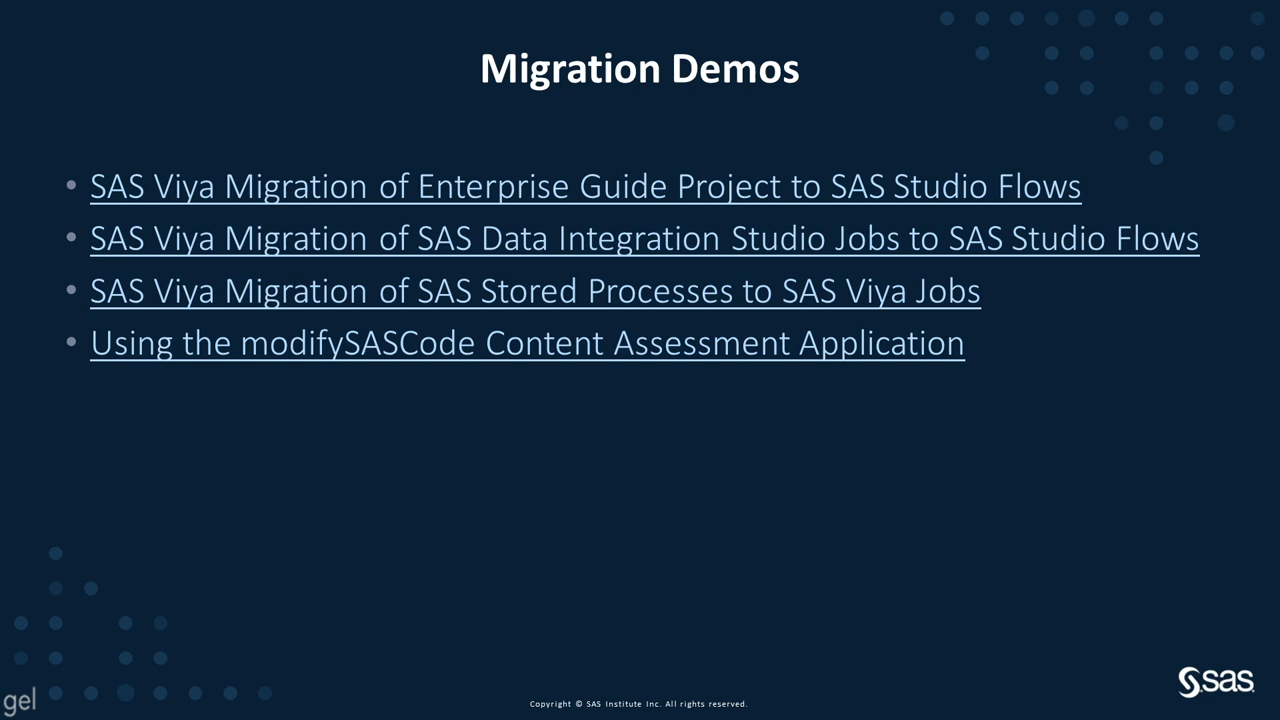 Migration Demos
• SAS Viya Migration of Enterprise Guide Project to SAS Studio Flows
• SAS Viya Migration of SAS Data Integration Studio Jobs to SAS Studio Flows
• SAS Viya Migration of SAS Stored Processes to SAS Viya Jobs
• Using the modifySASCode Content Assessment Application
gel
Copyright © SAS Institute Inc. All rights reserved.
sas